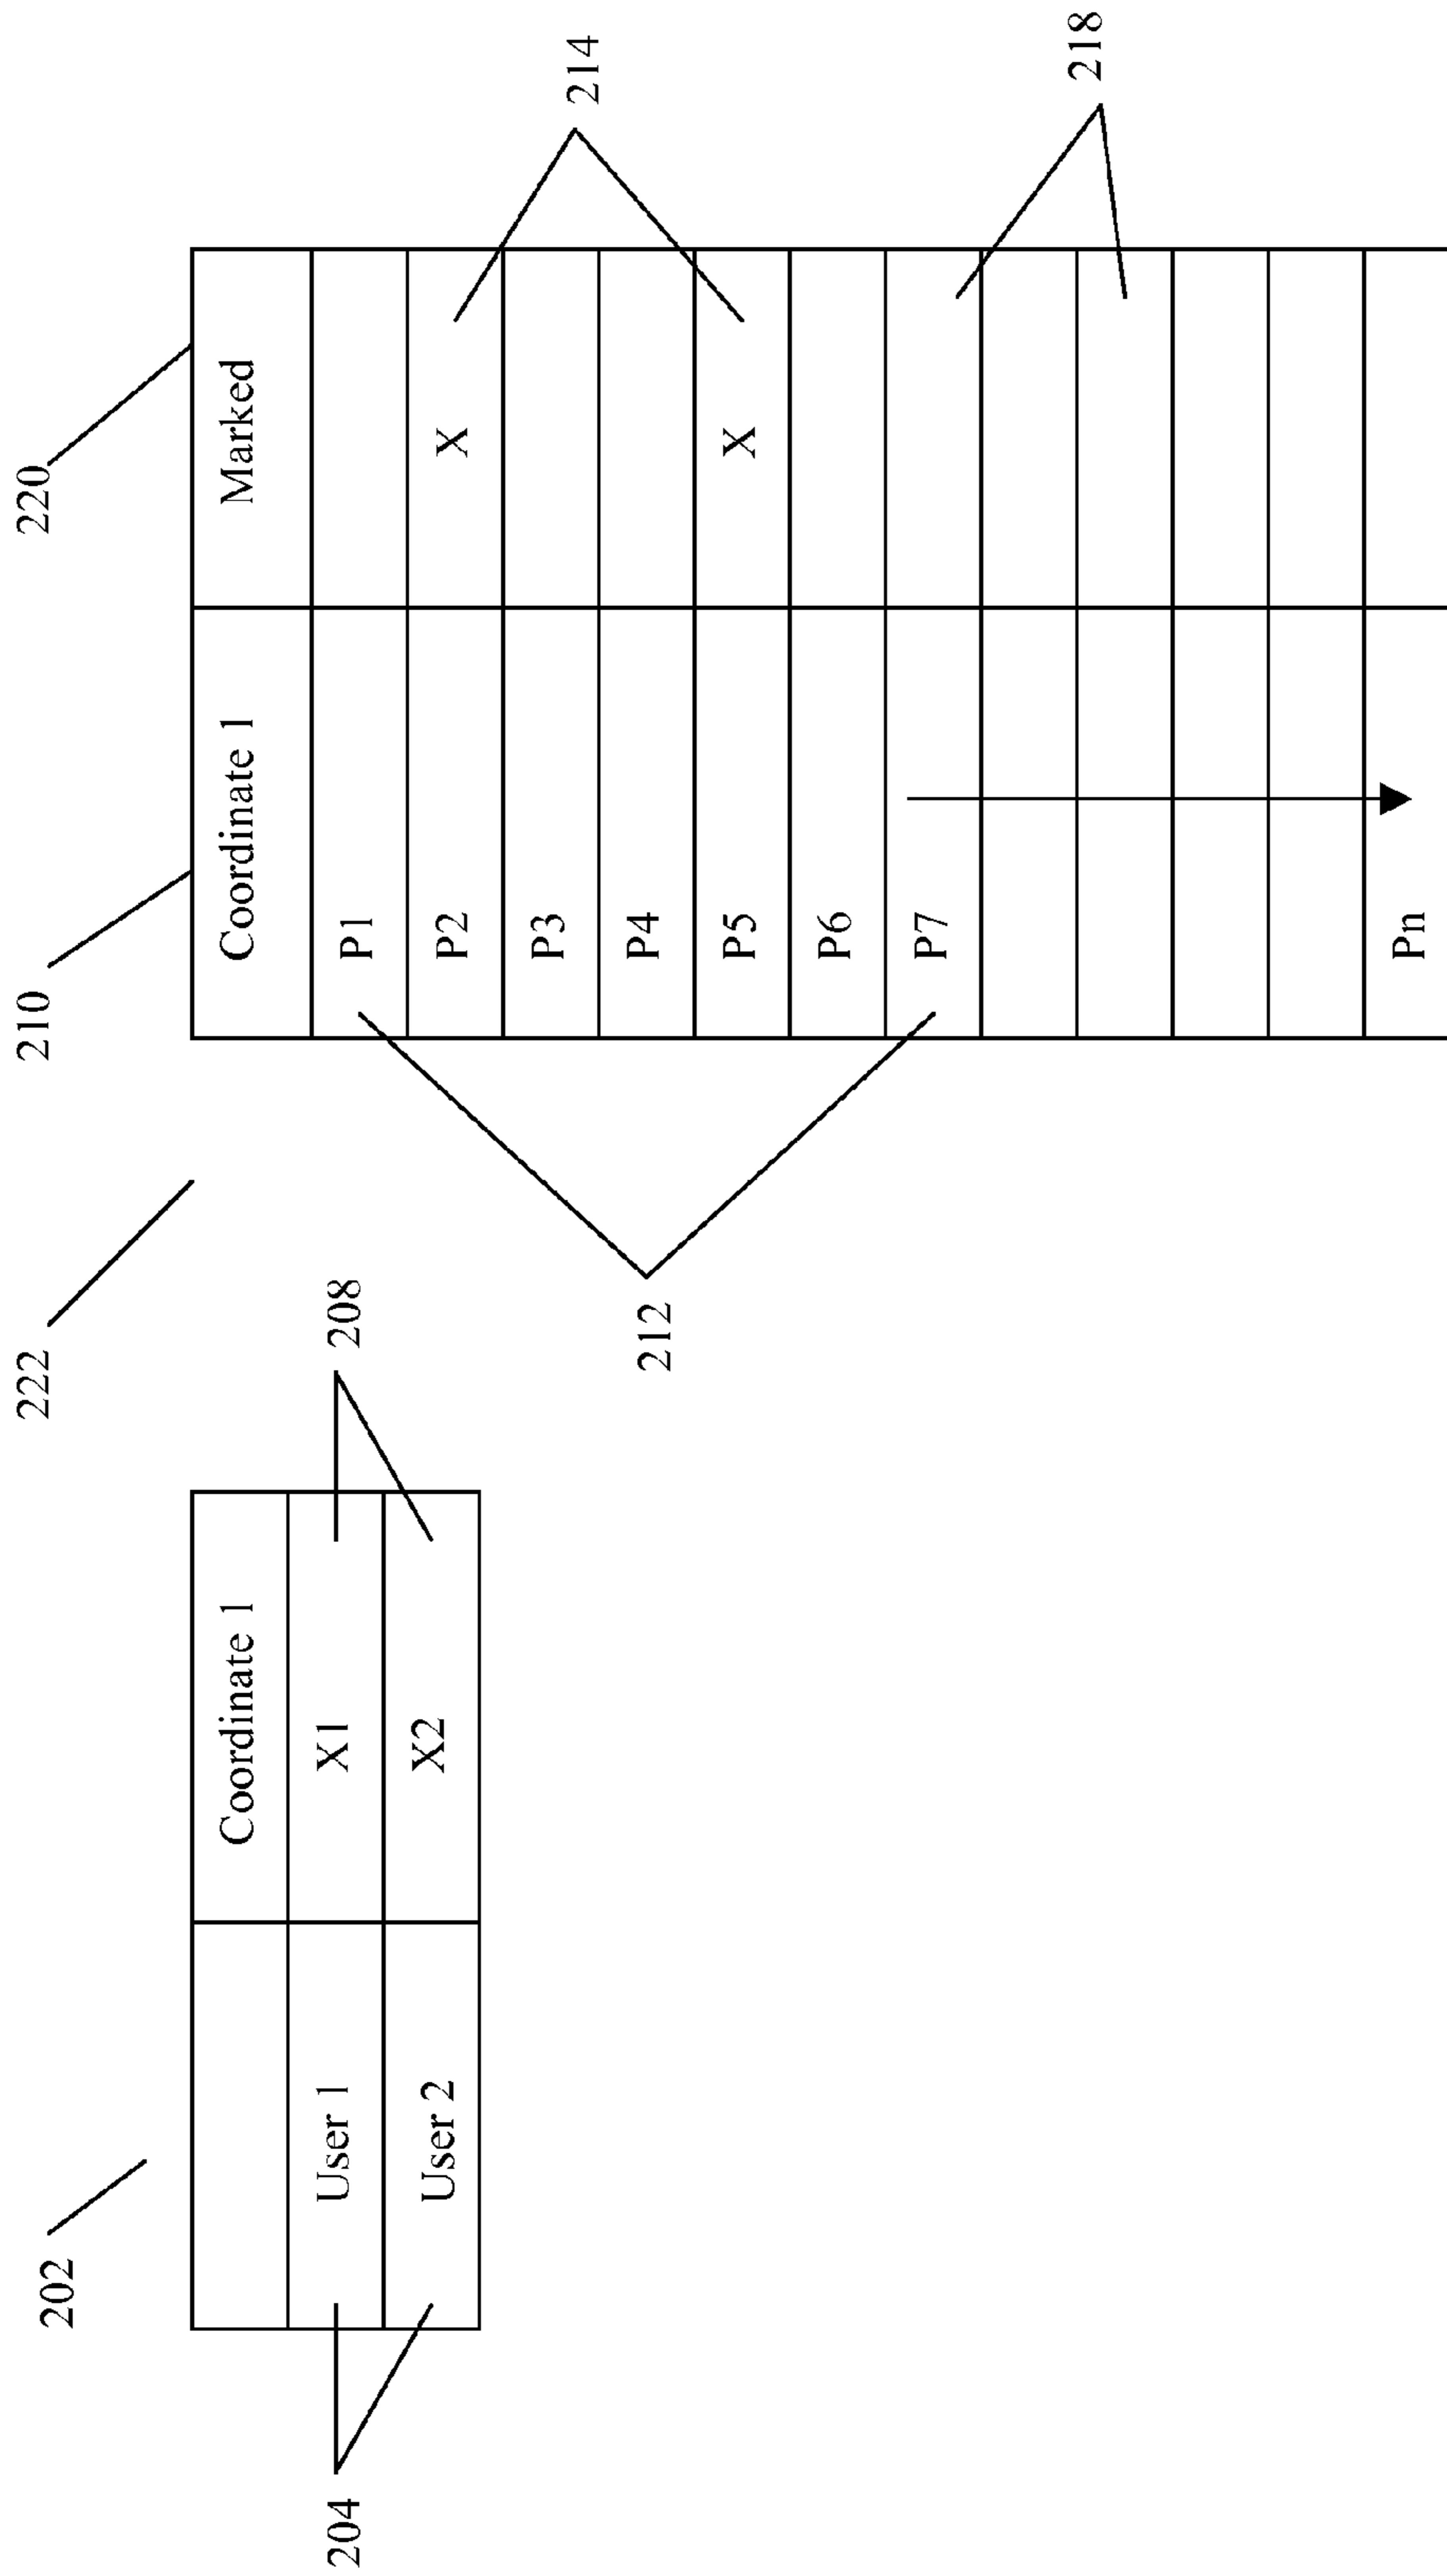 202
222
210
220
Coordinate 1
User 1 X1
User 2 X2
204
208
Coordinate 1 Marked
P1
P2 X
P3
P4
P5 X
P6
P7
Pn
212
214
218